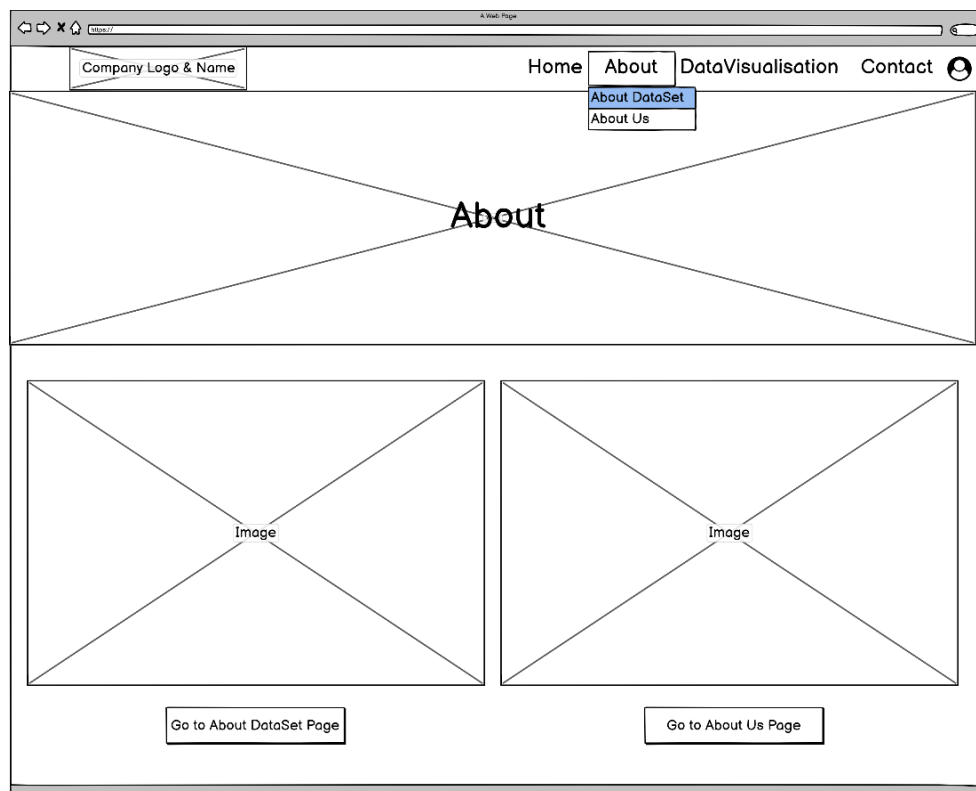 A Web Page
https://
Company Logo & Name
Home About DataVisualisation Contact
About DataSet
About Us
About
Image Image
Go to About DataSet Page Go to About Us Page